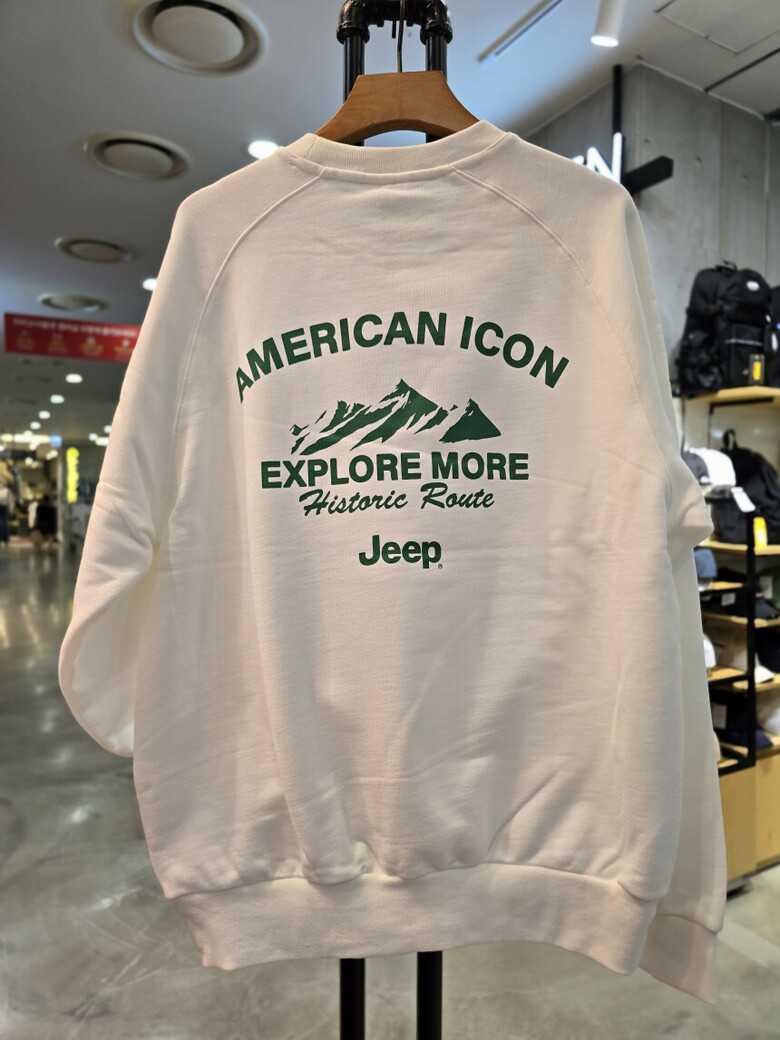 AMERICAN ICON
EXPLORE MORE
Historic Route
Jeep